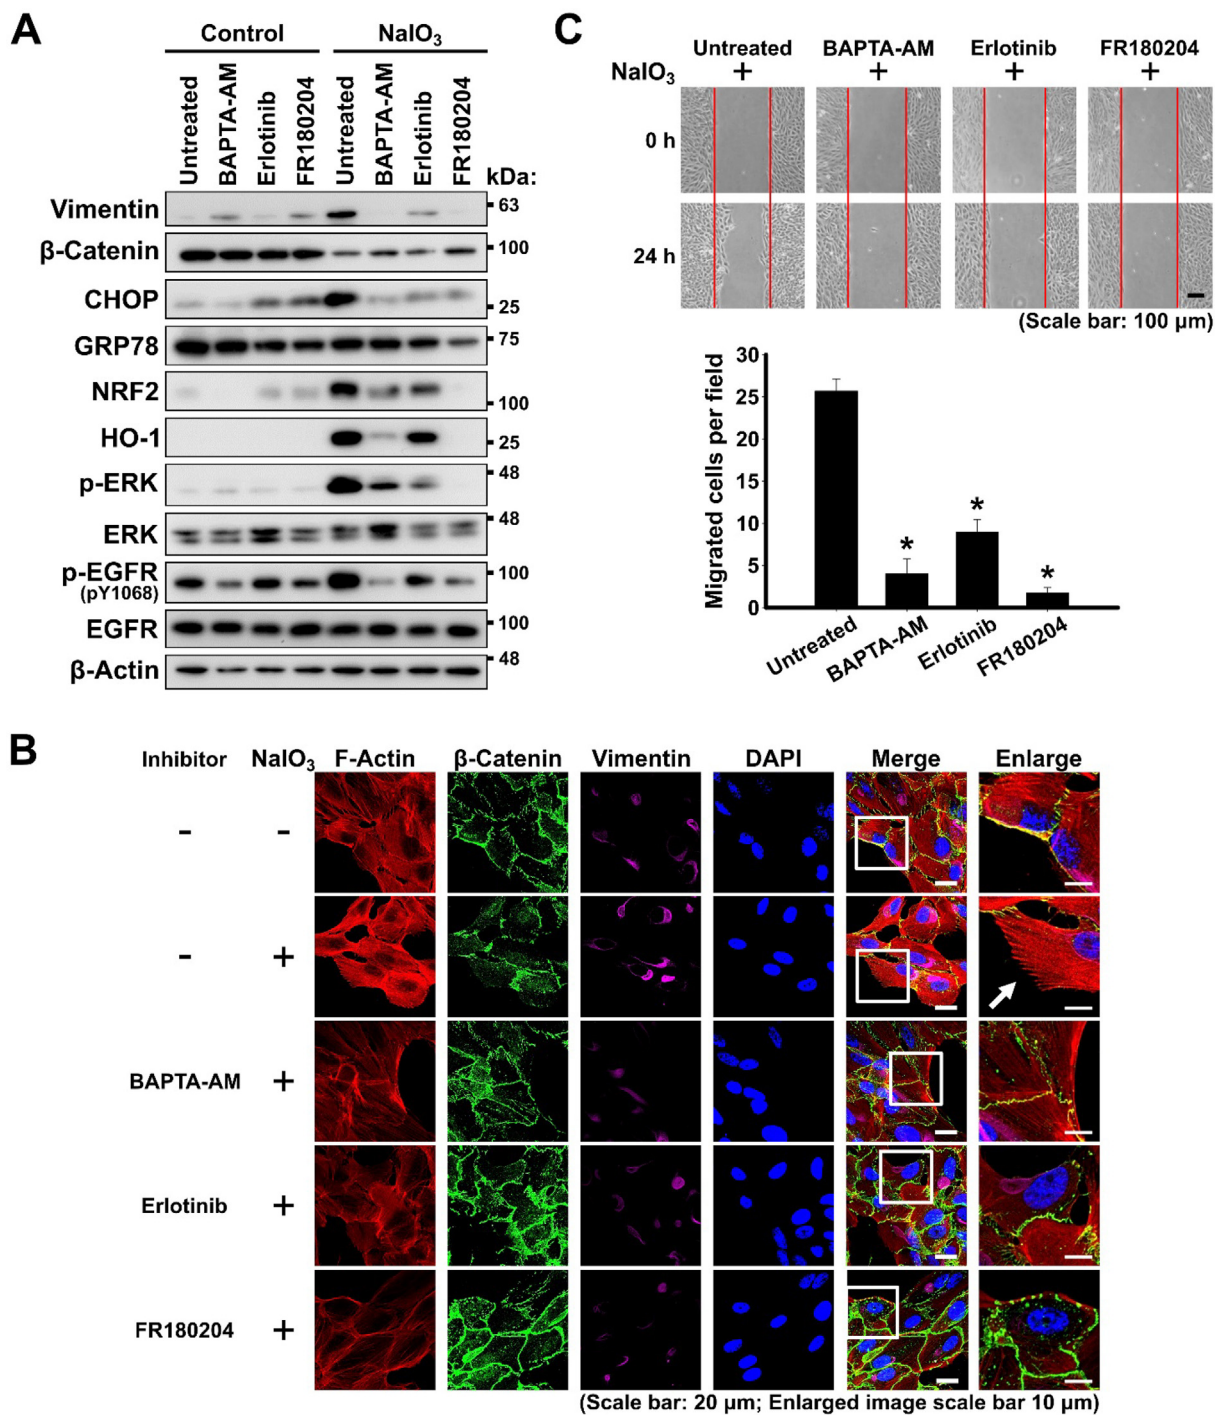 A
Control NaIO₃
Untreated BAPTA-AM Erlotinib FR180204 Untreated BAPTA-AM Erlotinib FR180204 kDa:
Vimentin 63
β-Catenin 100
CHOP 25
GRP78 75
NRF2 100
HO-1 25
p-ERK 48
ERK 48
p-EGFR 100
(pY1068)
EGFR 100
β-Actin 48
C
Untreated BAPTA-AM Erlotinib FR180204
NaIO₃ + + + +
0 h
24 h
(Scale bar: 100 μm)
Migrated cells per field
30
25
20
15
10
5
0
* * *
Untreated BAPTA-AM Erlotinib FR180204
B
Inhibitor NaIO₃ F-Actin β-Catenin Vimentin DAPI Merge Enlarge
- -
- +
BAPTA-AM +
Erlotinib +
FR180204 +
(Scale bar: 20 μm; Enlarged image scale bar 10 μm)